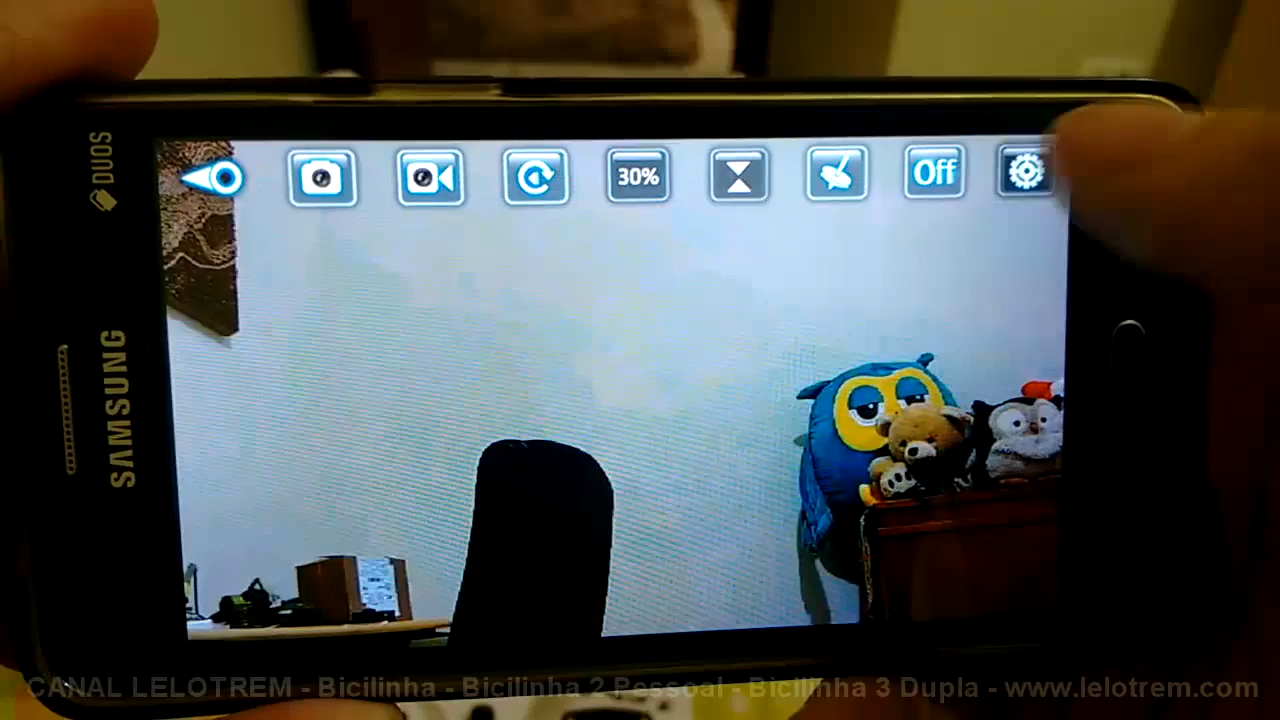 DUOS
SAMSUNG
30%
Off
CANAL LELOTREM - Bicilinha - Bicilinha 2 Pessoal - Bicilinha 3 Dupla - www.lelotrem.com